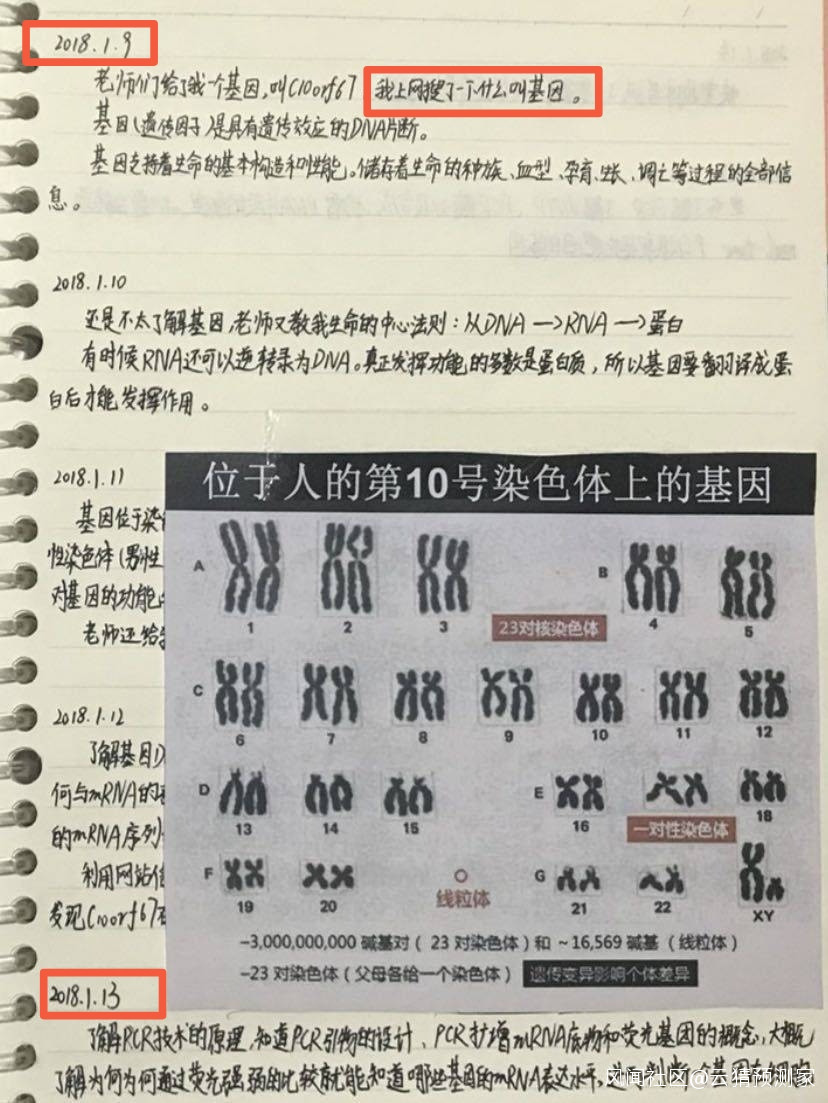 2018.1.9
老师们给了我一个基因,叫C10orf67 我上网搜了一下什么叫基因。
基因(遗传因子)是具有遗传效应的DNA片断。
基因支持着生命的基本构造和性能。储存着生命的种族、血型、孕育、生长、凋亡等过程的全部信
息。
2018.1.10
还是不太了解基因,老师又教我生命的中心法则:从DNA—>RNA—>蛋白
有时候RNA还可以逆转录为DNA。真正发挥功能的多数是蛋白质,所以基因要翻译成蛋
白后才能发挥作用。
2018.1.11
基因位于染
性染色体(男性
对基因的功能
老师还给
位于人的第10号染色体上的基因
A 1 2 3 B 4 5
23对核染色体
C 6 7 8 9 10 11 12
D 13 14 15 E 16 18
一对性染色体
F 19 20 线粒体 G 21 22 XY
–3,000,000,000 碱基对(23 对染色体)和 ~16,569 碱基(线粒体)
–23 对染色体(父母各给一个染色体) 遗传变异影响个体差异
2018.1.12
了解基因D
何与mRNA的
的mRNA序列
利用网站信
发现C10orf67在
2018.1.13
了解PCR技术的原理,知道PCR引物的设计、PCR扩增mRNA底物和荧光基因的概念,大概
了解为何为何通过荧光强弱的比较就能知道哪些基因的mRNA表达水平,
风闻社区@云猜预测家